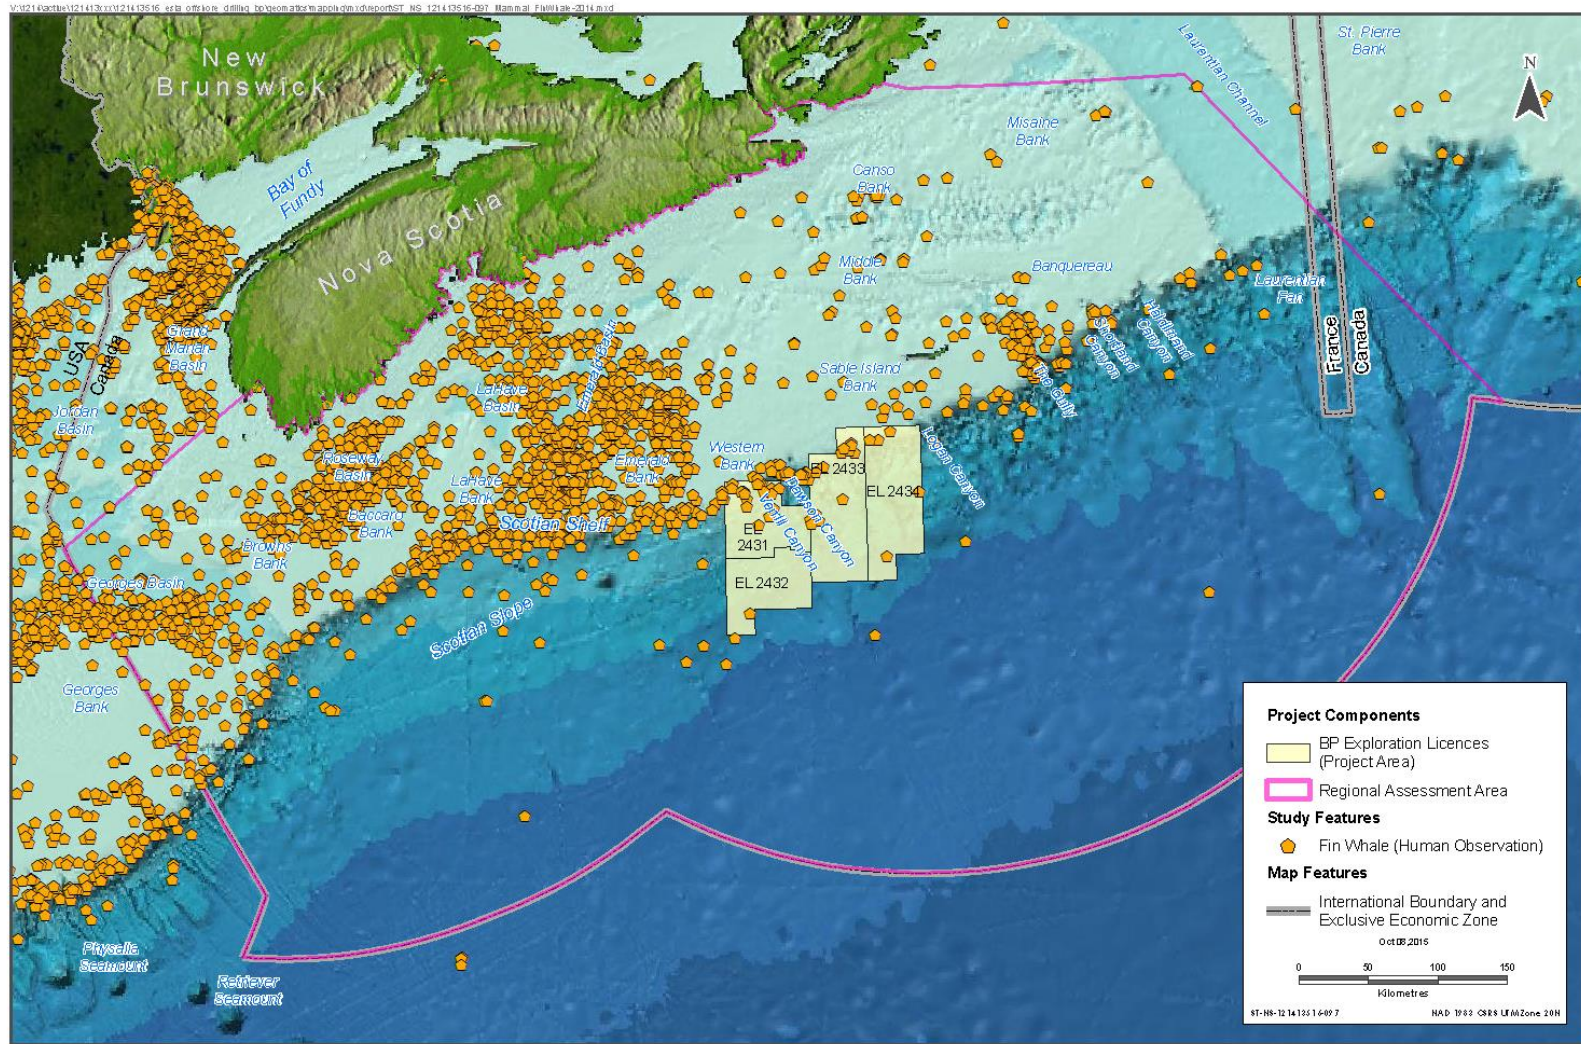 New
Brunswick
St. Pierre
Bank
N
Laurentian Channel
Misaine
Bank
Bay of
Fundy
Canso
Bank
Nova Scotia
Middle
Bank
Banquereau
Laurentian
Fan
Haldimand
Canyon
Shortland
Canyon
The Gully
France
Canada
USA
Canada
Grand
Manan
Basin
Emerald Basin
Sable Island
Bank
LaHave
Basin
Jordan
Basin
Western
Bank
Logan Canyon
Roseway
Basin
Emerald
Bank
EL 2433
LaHave
Bank
EL 2434
Dawson Canyon
Verrill Canyon
Baccaro
Bank
Scotian Shelf
EL
2431
Browns
Bank
Georges Basin
EL 2432
Scotian Slope
Georges
Bank
Physalia
Seamount
Retriever
Seamount
Project Components
BP Exploration Licences
(Project Area)
Regional Assessment Area
Study Features
Fin Whale (Human Observation)
Map Features
International Boundary and
Exclusive Economic Zone
Oct 08, 2015
0 50 100 150
Kilometres
ST-NS-121413516-097 NAD 1983 CSRS UTM Zone 20N